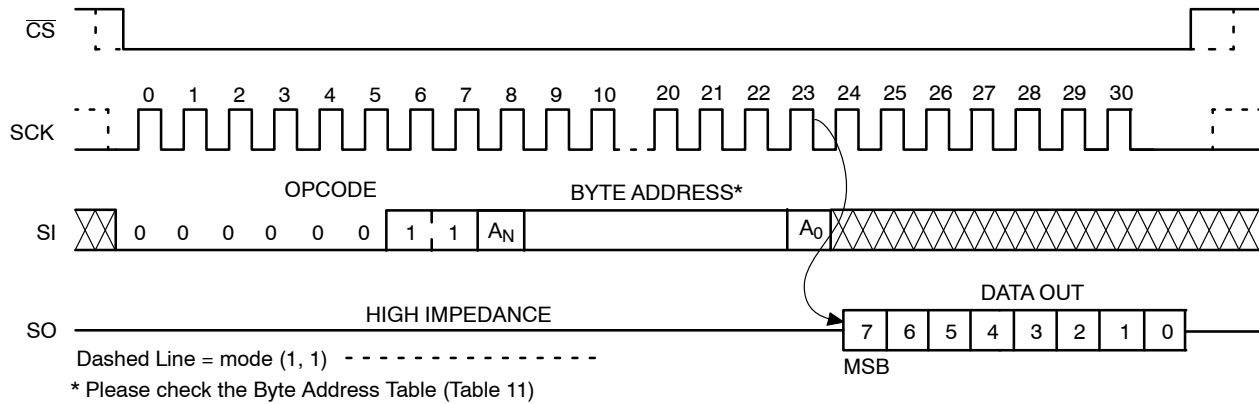 CS
0 1 2 3 4 5 6 7 8 9 10 20 21 22 23 24 25 26 27 28 29 30
SCK
OPCODE
BYTE ADDRESS*
SI
0 0 0 0 0 0 1 1 AN A0
DATA OUT
HIGH IMPEDANCE
SO
7 6 5 4 3 2 1 0
Dashed Line = mode (1, 1) - - - - - - - - - - - - - - -
MSB
* Please check the Byte Address Table (Table 11)